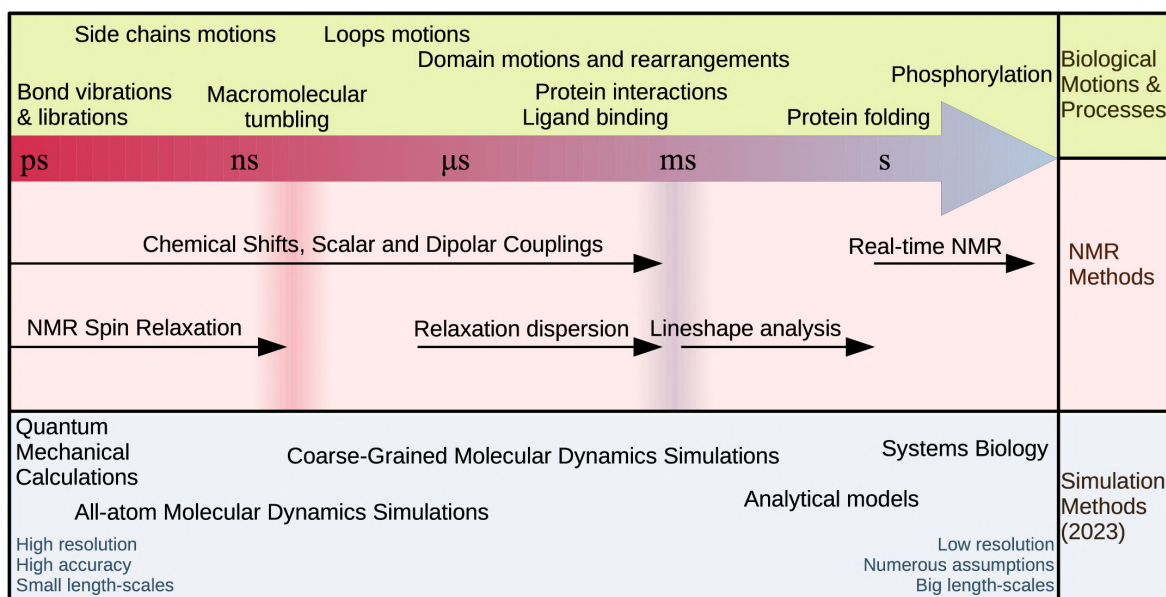 Side chains motions
Loops motions
Domain motions and rearrangements
Phosphorylation
Bond vibrations
& librations
Macromolecular
tumbling
Protein interactions
Ligand binding
Protein folding
Biological
Motions &
Processes
ps
ns
μs
ms
s
Chemical Shifts, Scalar and Dipolar Couplings
Real-time NMR
NMR Spin Relaxation
Relaxation dispersion
Lineshape analysis
NMR
Methods
Quantum
Mechanical
Calculations
Coarse-Grained Molecular Dynamics Simulations
Systems Biology
All-atom Molecular Dynamics Simulations
Analytical models
High resolution
High accuracy
Small length-scales
Low resolution
Numerous assumptions
Big length-scales
Simulation
Methods
(2023)